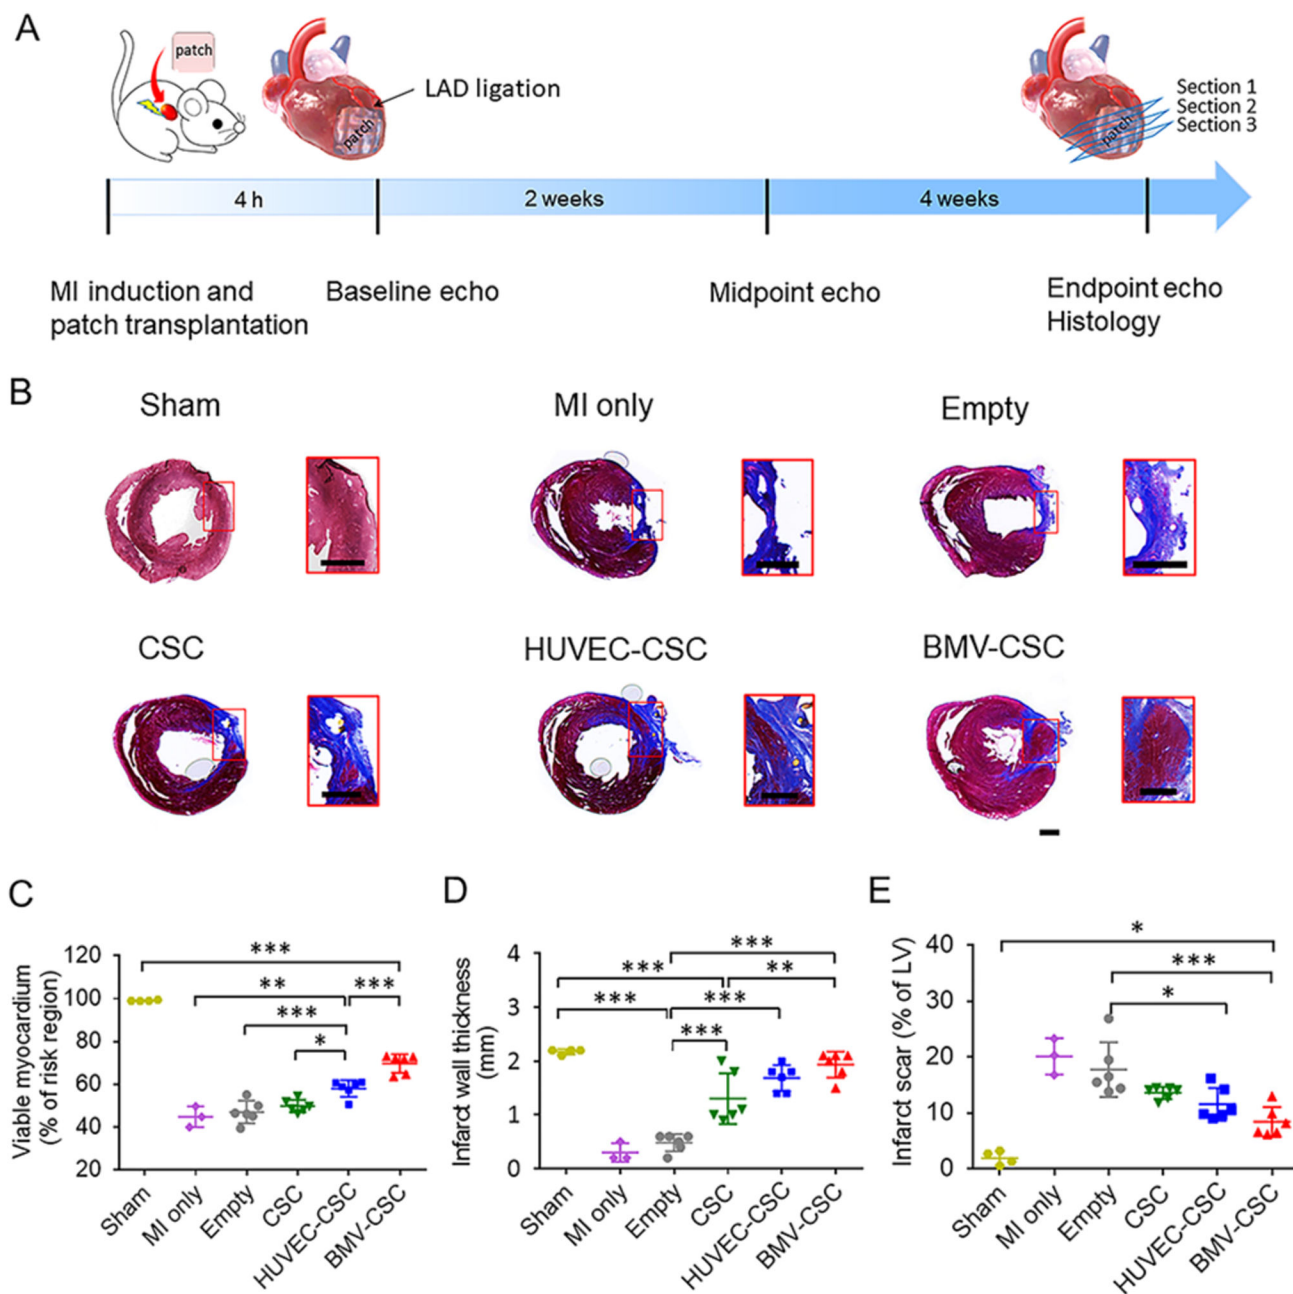 A
patch
LAD ligation
patch
patch
Section 1
Section 2
Section 3
4 h
2 weeks
4 weeks
MI induction and
patch transplantation
Baseline echo
Midpoint echo
Endpoint echo
Histology
B
Sham
MI only
Empty
CSC
HUVEC-CSC
BMV-CSC
C
Viable myocardium
(% of risk region)
120
100
80
60
40
20
***
**
***
***
*
Sham
MI only
Empty
CSC
HUVEC-CSC
BMV-CSC
D
Infarct wall thickness
(mm)
4
3
2
1
0
***
***
**
***
***
***
Sham
MI only
Empty
CSC
HUVEC-CSC
BMV-CSC
E
Infarct scar (% of LV)
40
30
20
10
0
*
***
*
Sham
MI only
Empty
CSC
HUVEC-CSC
BMV-CSC